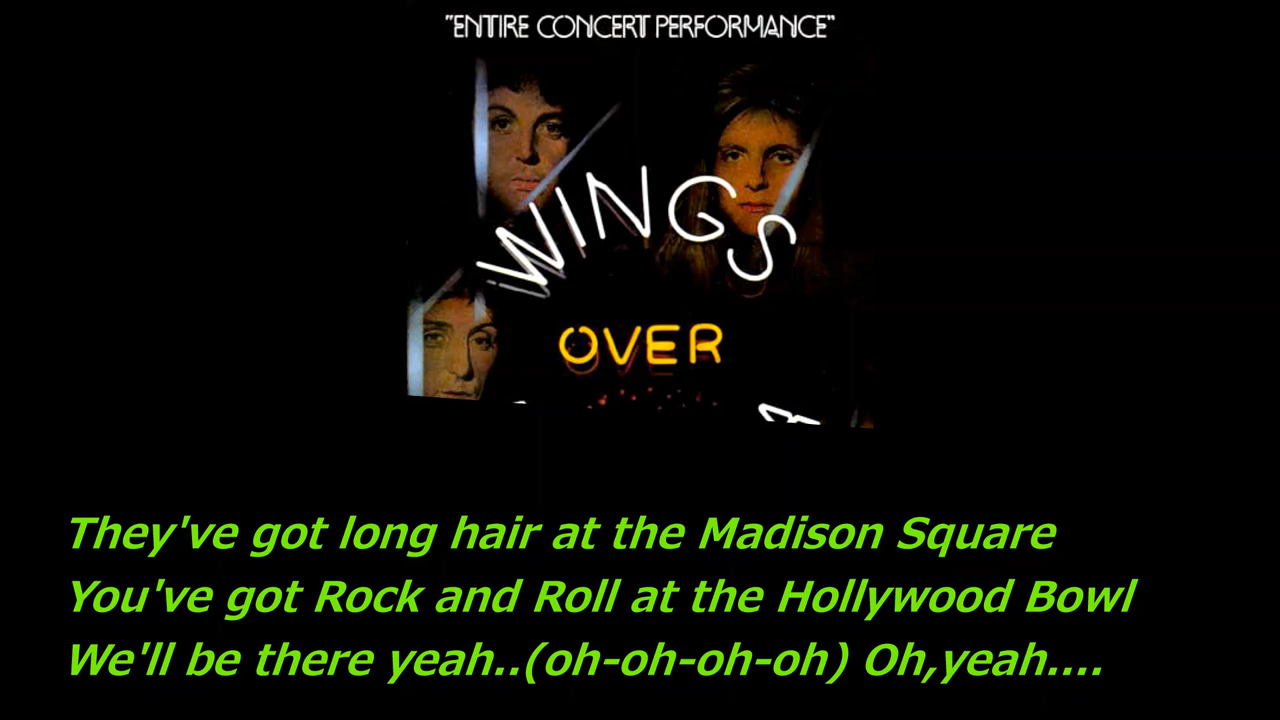 "ENTIRE CONCERT PERFORMANCE"
WINGS
OVER
They've got long hair at the Madison Square
You've got Rock and Roll at the Hollywood Bowl
We'll be there yeah..(oh-oh-oh-oh) Oh,yeah....